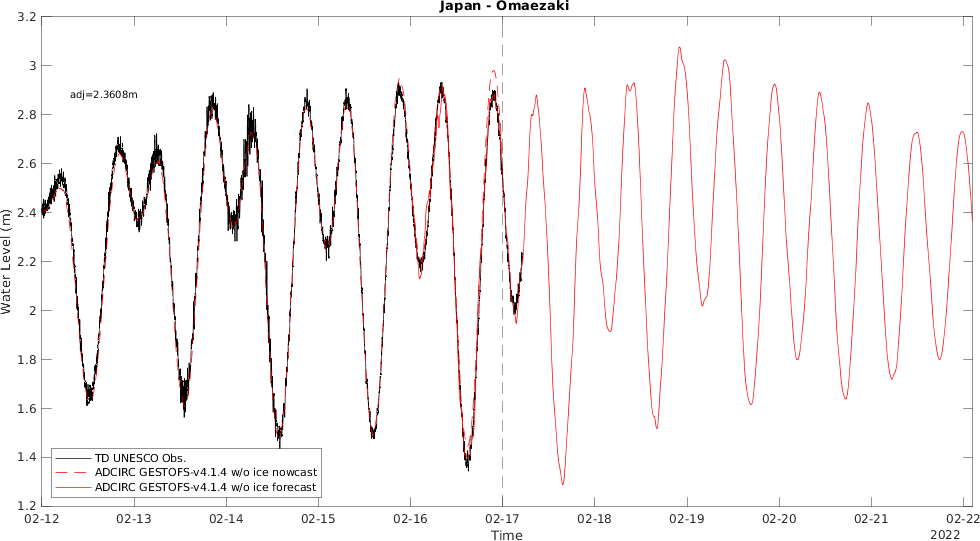 Japan - Omaezaki
3.2
3
2.8
2.6
2.4
2.2
2
1.8
1.6
1.4
1.2
Water Level (m)
adj=2.3608m
TD UNESCO Obs.
ADCIRC GESTOFS-v4.1.4 w/o ice nowcast
ADCIRC GESTOFS-v4.1.4 w/o ice forecast
02-12 02-13 02-14 02-15 02-16 02-17 02-18 02-19 02-20 02-21 02-22
Time
2022